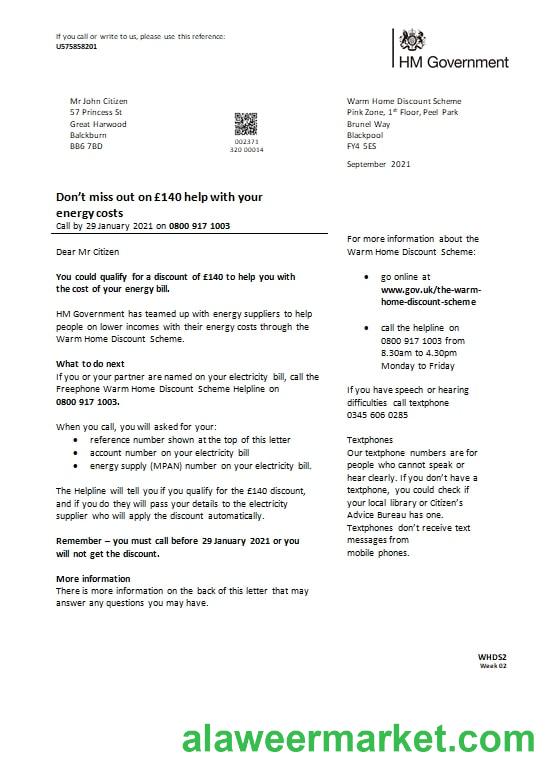 If you call or write to us, please use this reference:
U575858201
HM Government
Mr John Citizen
57 Princess St
Great Harwood
Balckburn
BB6 7BD
002371
320 00014
Warm Home Discount Scheme
Pink Zone, 1st Floor, Peel Park
Brunel Way
Blackpool
FY4 5ES
September 2021
Don't miss out on £140 help with your
energy costs
Call by 29 January 2021 on 0800 917 1003
Dear Mr Citizen
You could qualify for a discount of £140 to help you with
the cost of your energy bill.
HM Government has teamed up with energy suppliers to help
people on lower incomes with their energy costs through the
Warm Home Discount Scheme.
What to do next
If you or your partner are named on your electricity bill, call the
Freephone Warm Home Discount Scheme Helpline on
0800 917 1003.
When you call, you will asked for your:
• reference number shown at the top of this letter
• account number on your electricity bill
• energy supply (MPAN) number on your electricity bill.
The Helpline will tell you if you qualify for the £140 discount,
and if you do they will pass your details to the electricity
supplier who will apply the discount automatically.
Remember – you must call before 29 January 2021 or you
will not get the discount.
More information
There is more information on the back of this letter that may
answer any questions you may have.
For more information about the
Warm Home Discount Scheme:
• go online at
www.gov.uk/the-warm-
home-discount-scheme
• call the helpline on
0800 917 1003 from
8.30am to 4.30pm
Monday to Friday
If you have speech or hearing
difficulties call textphone
0345 606 0285
Textphones
Our textphone numbers are for
people who cannot speak or
hear clearly. If you don't have a
textphone, you could check if
your local library or Citizen's
Advice Bureau has one.
Textphones don't receive text
messages from
mobile phones.
WHDS2
Week 02
alaweermarket.com